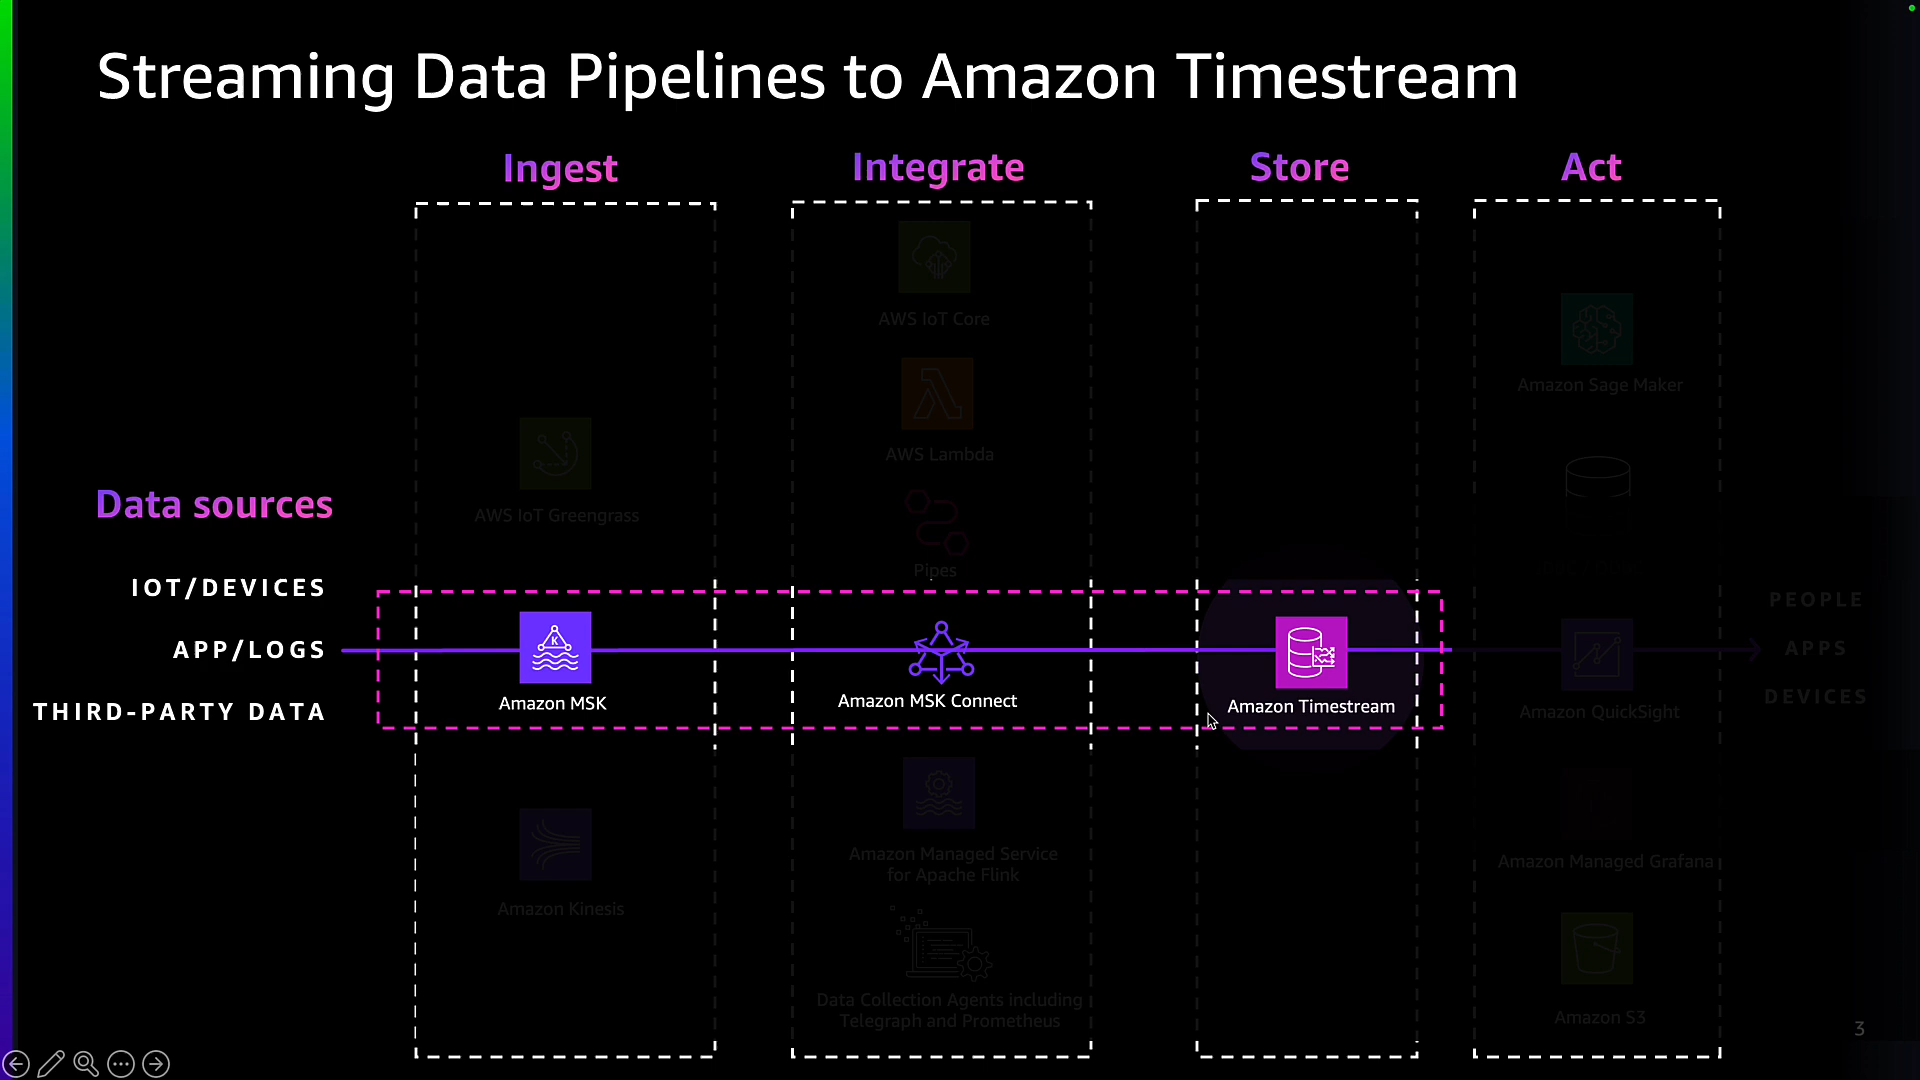 Streaming Data Pipelines to Amazon Timestream
Ingest
Integrate
Store
Act
AWS IoT Core
Amazon Sage Maker
AWS Lambda
Data sources
AWS IoT Greengrass
Pipes
IOT/DEVICES
APP/LOGS
THIRD-PARTY DATA
K
Amazon MSK
Amazon MSK Connect
Amazon Timestream
Amazon QuickSight
PEOPLE
APPS
DEVICES
Amazon Managed Service
for Apache Flink
Amazon Managed Grafana
Amazon Kinesis
Data Collection Agents including
Telegraph and Prometheus
Amazon S3
3